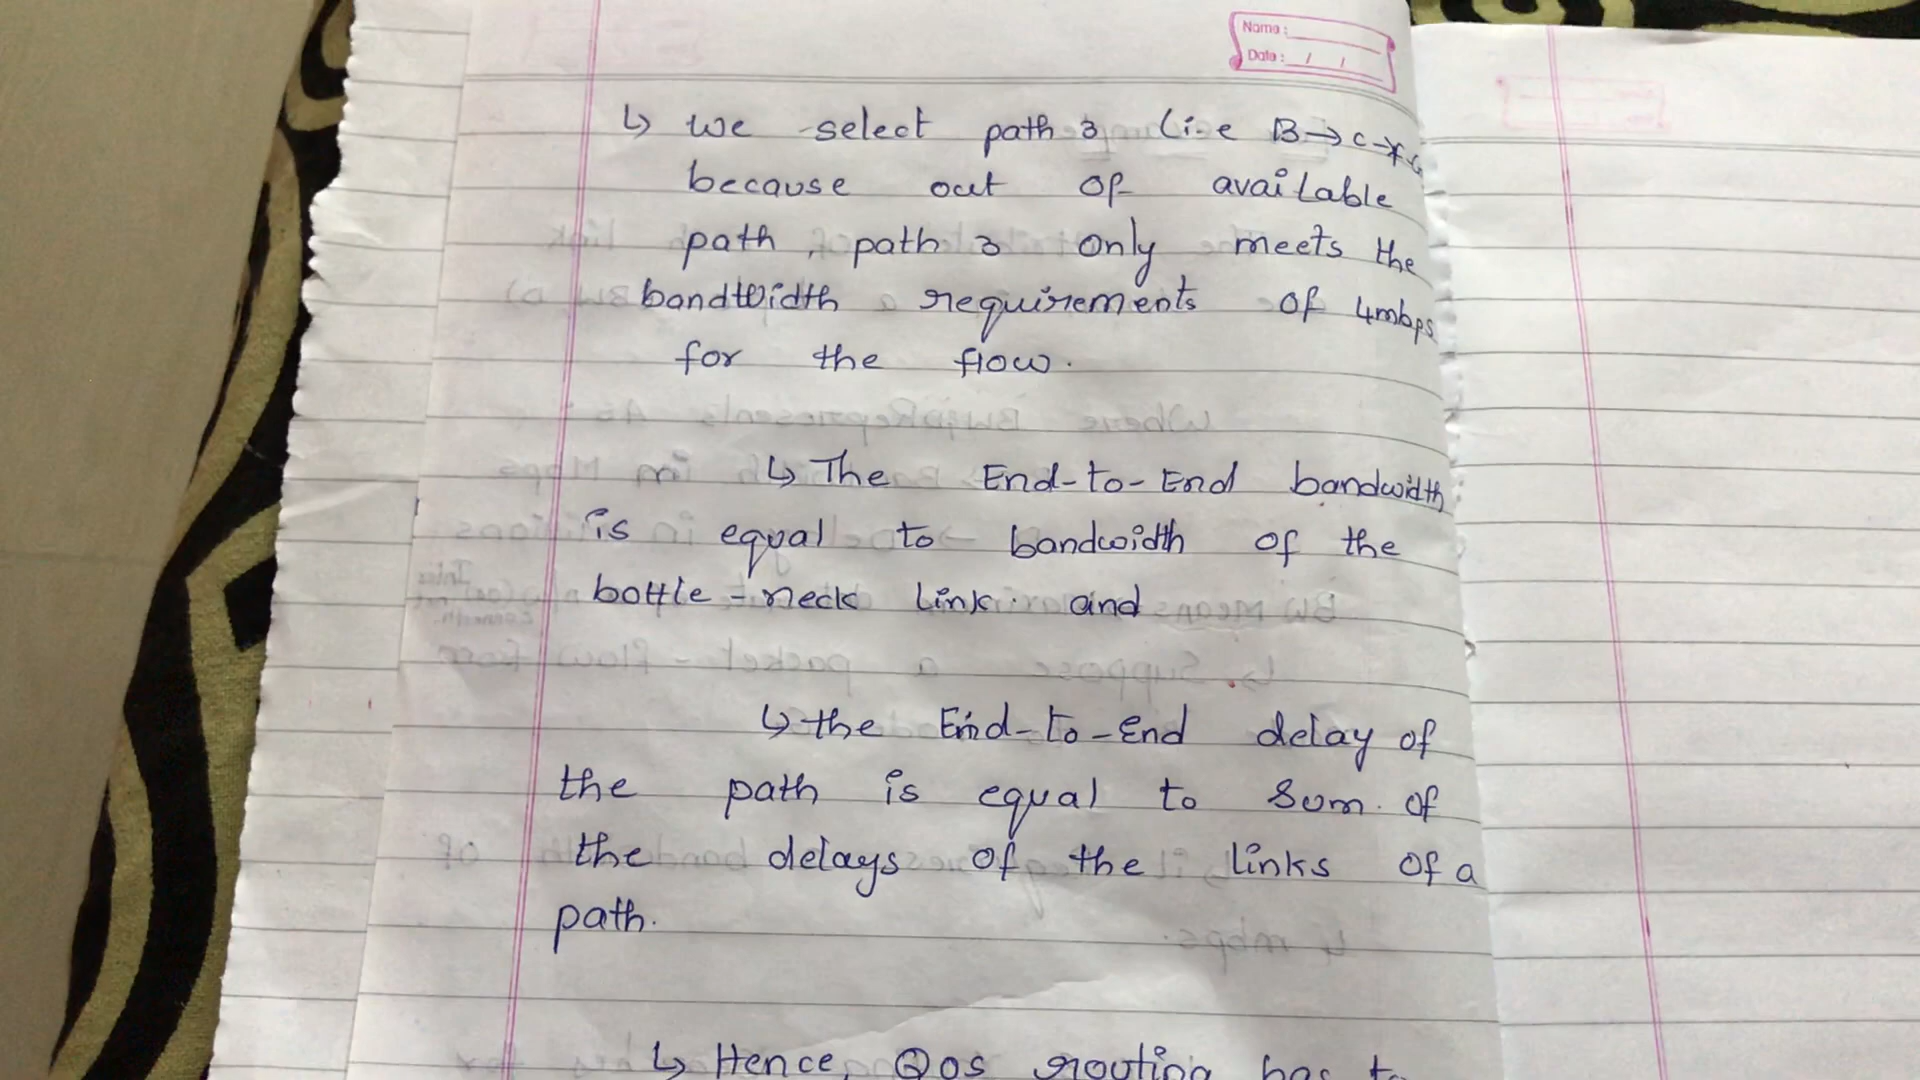 Name :
Date : / /
↳ we select path 3 (i.e B→c→
because out of available
path, path 3 only meets the
bandwidth requirements of 4mbps
for the flow.
↳ The End-to-End bandwidth
is equal to bandwidth of the
bottle-neck link. and
↳ the End-to-End delay of
the path is equal to Sum. of
the delays of the links of a
path.
↳ Hence, Qos routing has to